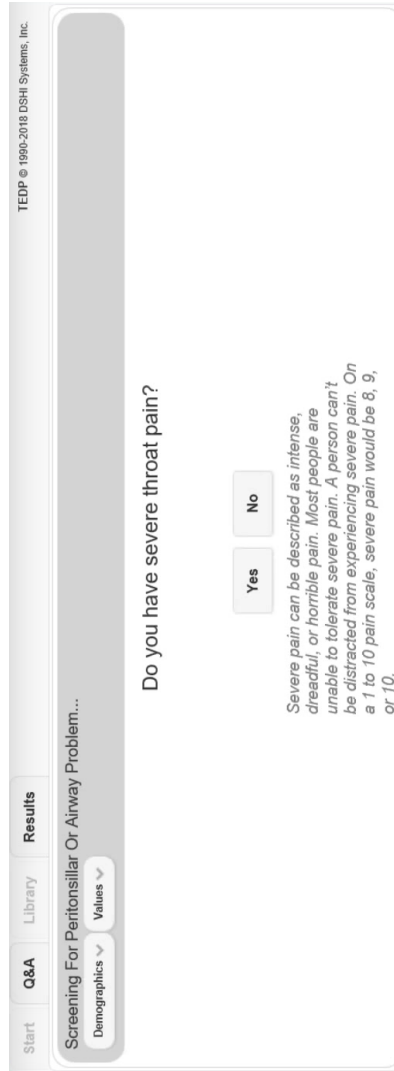 Start Q&A Library Results TEDP © 1990-2018 DSHI Systems, Inc.
Screening For Peritonsillar Or Airway Problem...
Demographics Values
Do you have severe throat pain?
Yes No
Severe pain can be described as intense,
dreadful, or horrible pain. Most people are
unable to tolerate severe pain. A person can't
be distracted from experiencing severe pain. On
a 1 to 10 pain scale, severe pain would be 8, 9,
or 10.